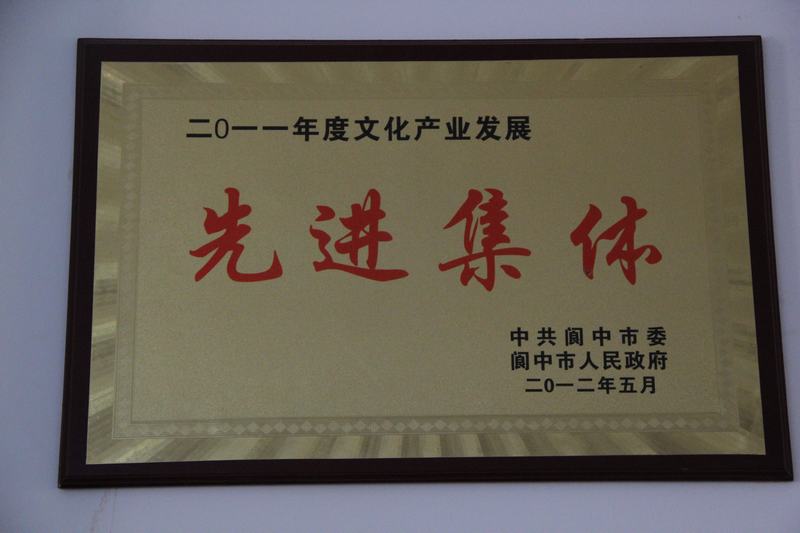 二0一一年度文化产业发展
先进集体
中共阆中市委
阆中市人民政府
二0一二年五月